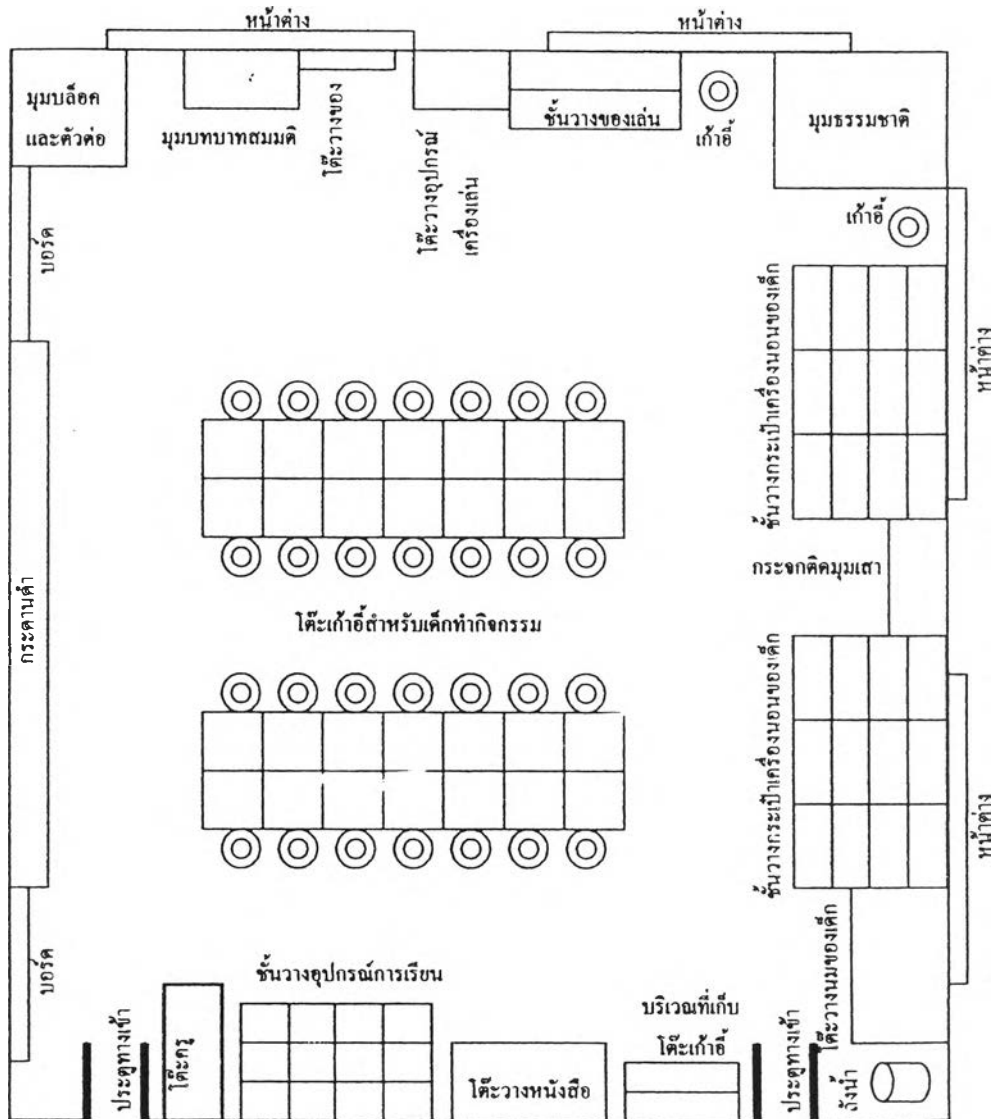 หน้าต่าง
หน้าต่าง
มุมบล็อค
และตัวต่อ
มุมบทบาทสมมติ
โต๊ะวางของ
โต๊ะวางอุปกรณ์
เครื่องเล่น
ชั้นวางของเล่น
เก้าอี้
มุมธรรมชาติ
บอร์ด
เก้าอี้
ชั้นวางกระเป๋าเครื่องนอนของเด็ก
หน้าต่าง
กระดานดำ
กระจกติดมุมเสา
โต๊ะเก้าอี้สำหรับเด็กทำกิจกรรม
ชั้นวางกระเป๋าเครื่องนอนของเด็ก
หน้าต่าง
บอร์ด
ชั้นวางอุปกรณ์การเรียน
โต๊ะวางนมของเด็ก
บริเวณที่เก็บ
โต๊ะเก้าอี้
ประตูทางเข้า
โต๊ะครู
โต๊ะวางหนังสือ
ประตูทางเข้า
ถังน้ำ